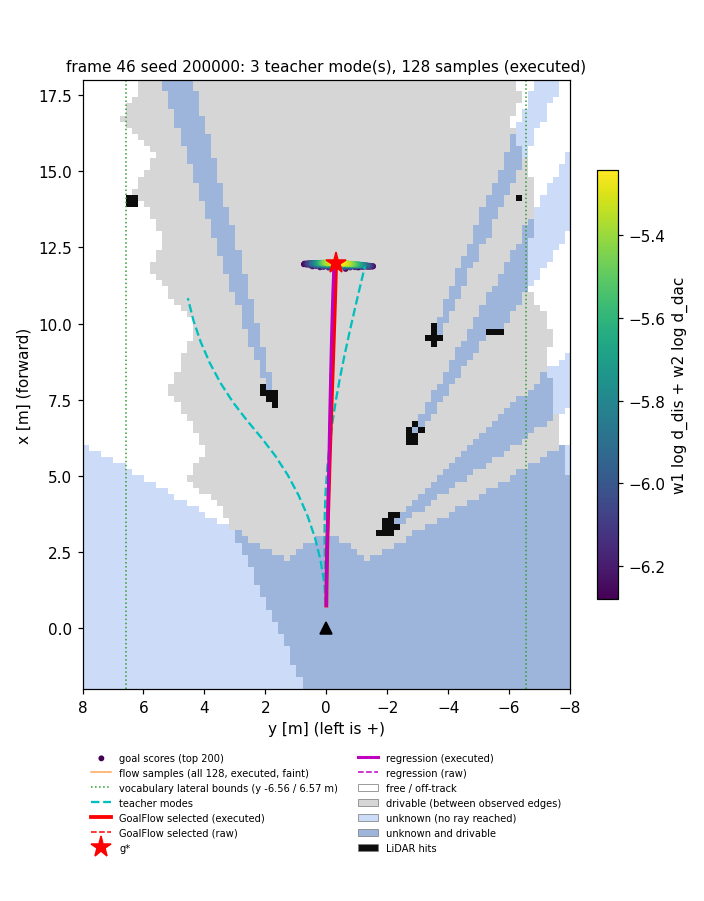 frame 46 seed 200000: 3 teacher mode(s), 128 samples (executed)
17.5
15.0
12.5
10.0
7.5
5.0
2.5
0.0
x [m] (forward)
8
6
4
2
0
−2
−4
−6
−8
y [m] (left is +)
−5.4
−5.6
−5.8
−6.0
−6.2
w1 log d_dis + w2 log d_dac
goal scores (top 200)
flow samples (all 128, executed, faint)
vocabulary lateral bounds (y -6.56 / 6.57 m)
teacher modes
GoalFlow selected (executed)
GoalFlow selected (raw)
g*
regression (executed)
regression (raw)
free / off-track
drivable (between observed edges)
unknown (no ray reached)
unknown and drivable
LiDAR hits